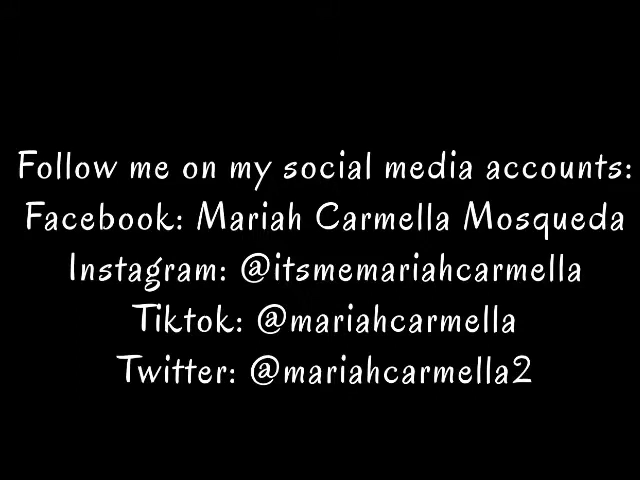 Follow me on my social media accounts:
Facebook: Mariah Carmella Mosqueda
Instagram: @itsmemariahcarmella
Tiktok: @mariahcarmella
Twitter: @mariahcarmella2